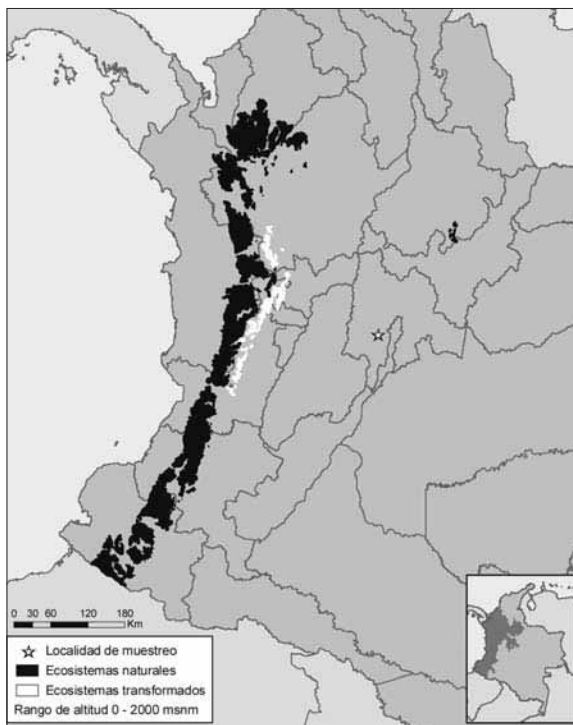 0 30 60 120 180
Km
Localidad de muestreo
Ecosistemas naturales
Ecosistemas transformados
Rango de altitud 0 - 2000 msnm